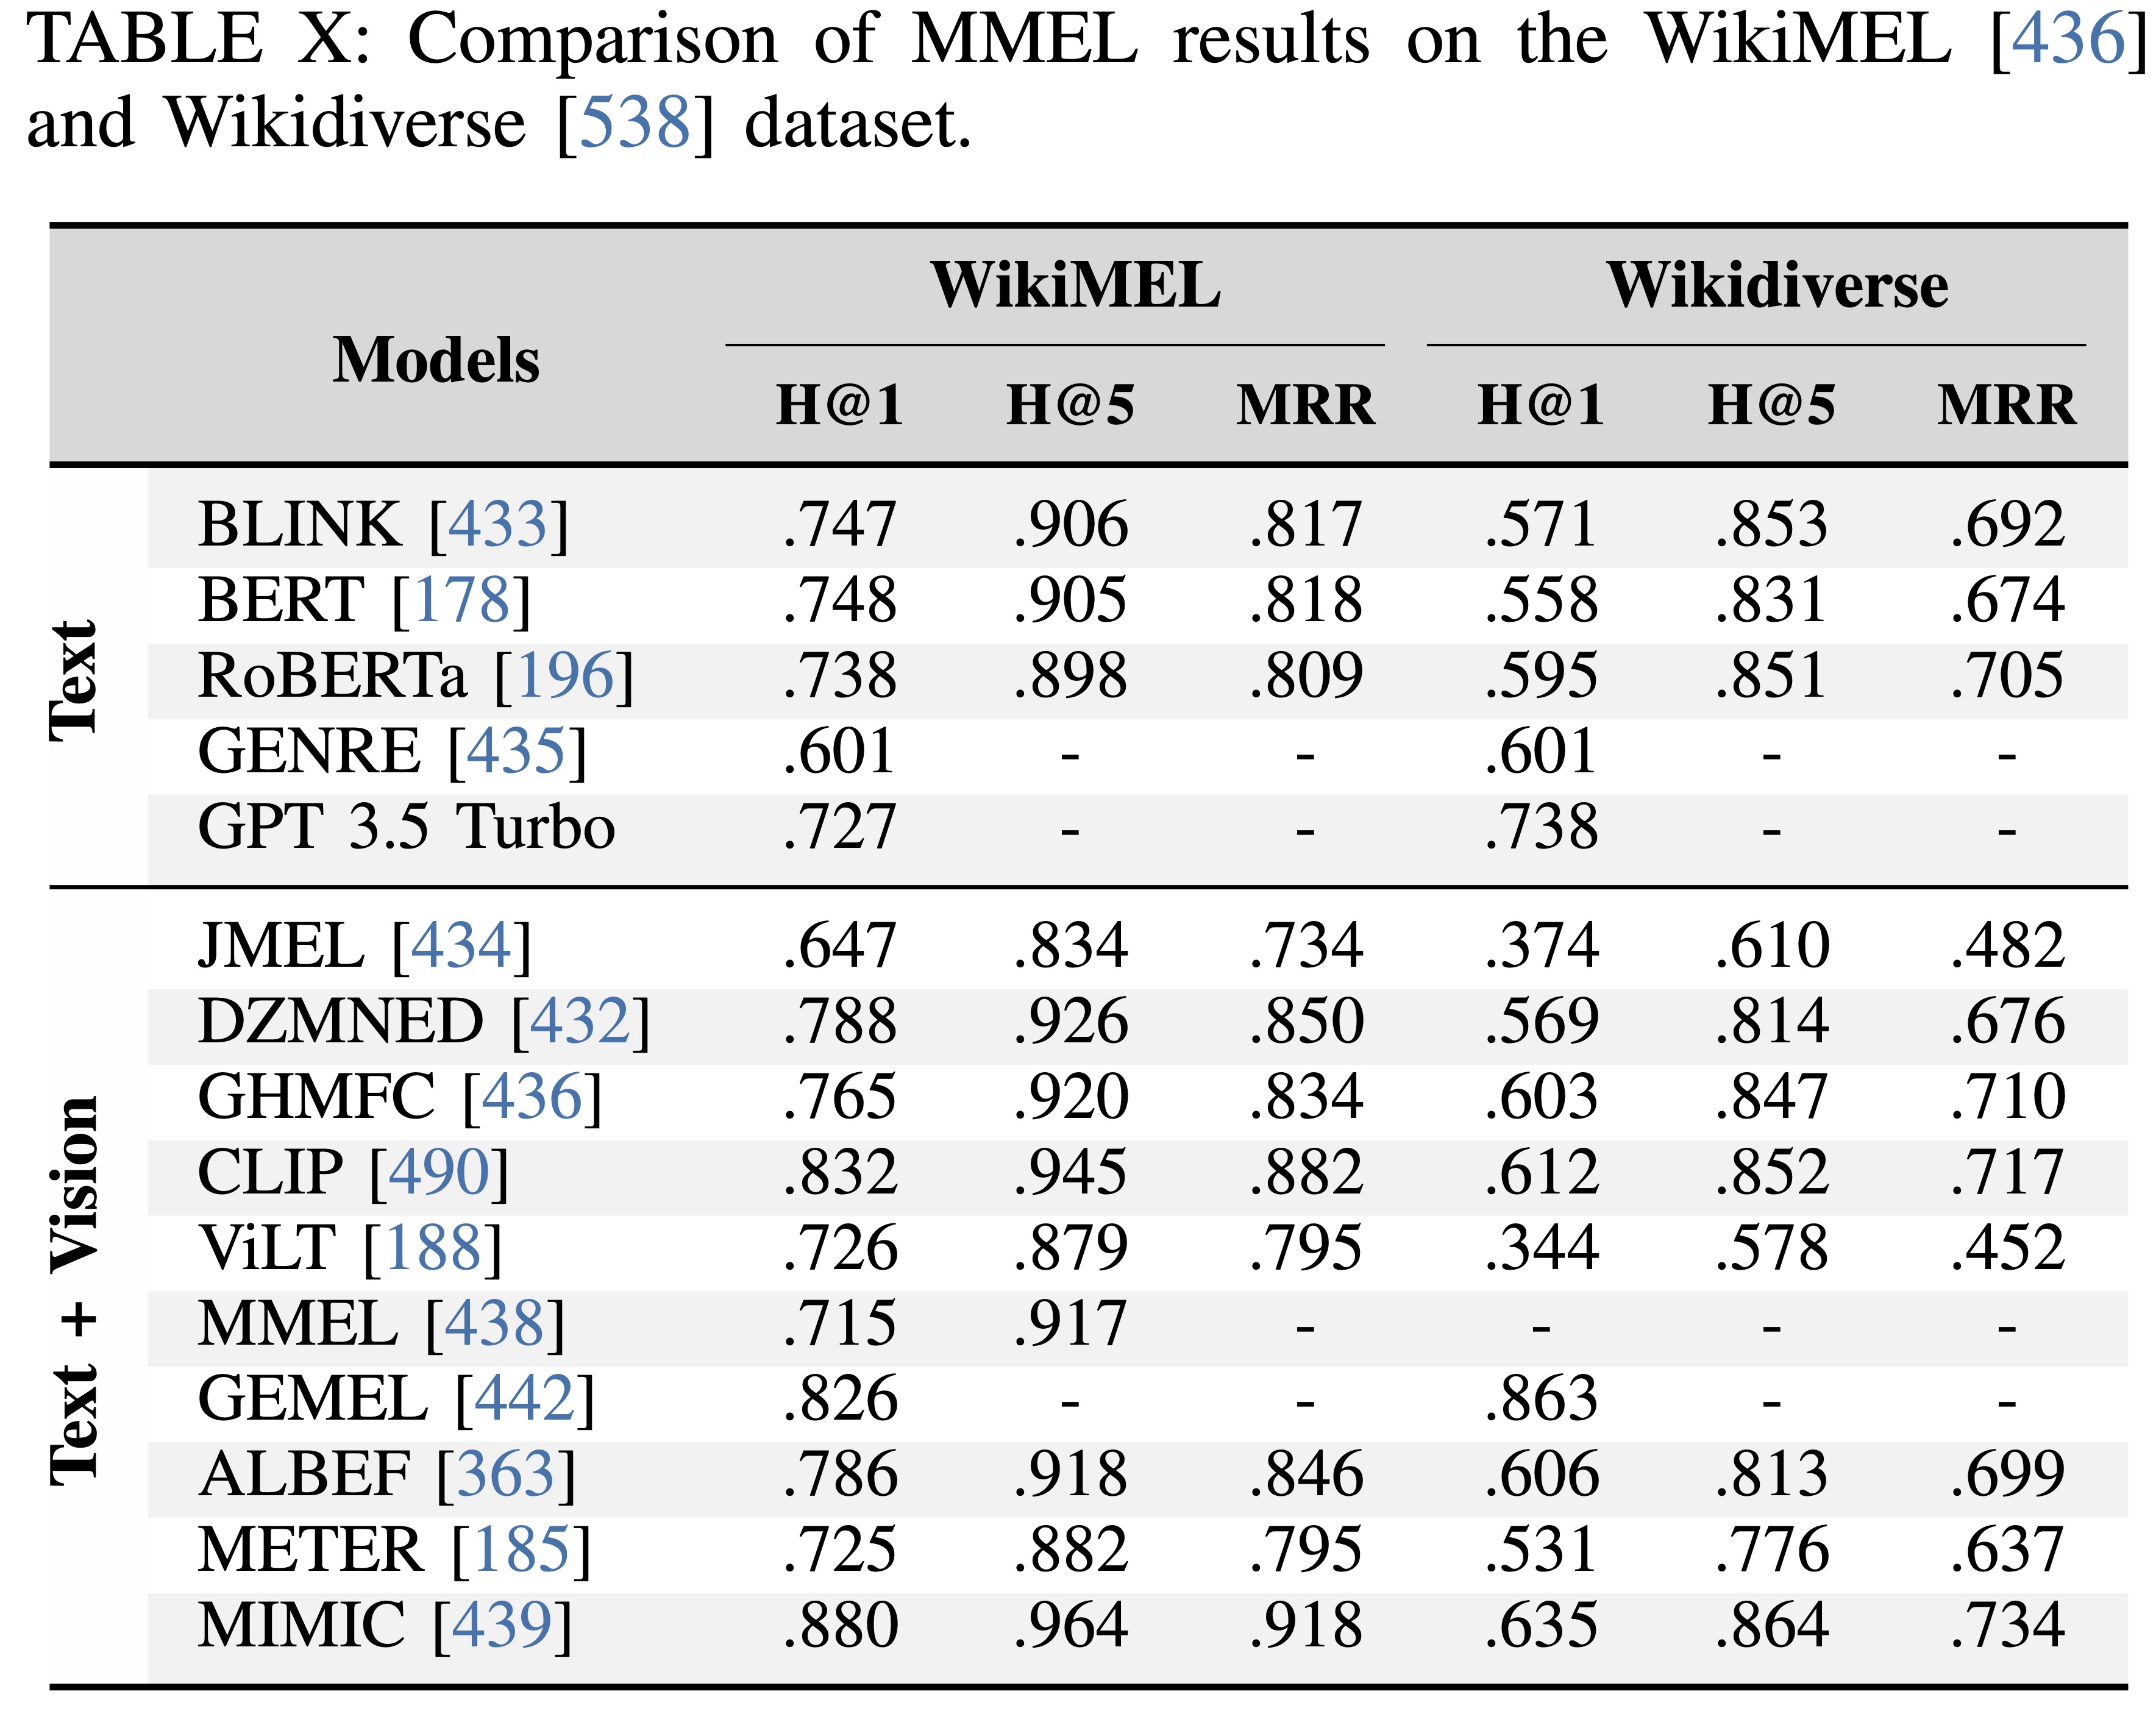 TABLE X: Comparison of MMEL results on the WikiMEL [436]
and Wikidiverse [538] dataset.
Models WikiMEL Wikidiverse
H@1 H@5 MRR H@1 H@5 MRR
Text
BLINK [433] .747 .906 .817 .571 .853 .692
BERT [178] .748 .905 .818 .558 .831 .674
RoBERTa [196] .738 .898 .809 .595 .851 .705
GENRE [435] .601 - - .601 - -
GPT 3.5 Turbo .727 - - .738 - -
Text + Vision
JMEL [434] .647 .834 .734 .374 .610 .482
DZMNED [432] .788 .926 .850 .569 .814 .676
GHMFC [436] .765 .920 .834 .603 .847 .710
CLIP [490] .832 .945 .882 .612 .852 .717
ViLT [188] .726 .879 .795 .344 .578 .452
MMEL [438] .715 .917 - - - -
GEMEL [442] .826 - - .863 - -
ALBEF [363] .786 .918 .846 .606 .813 .699
METER [185] .725 .882 .795 .531 .776 .637
MIMIC [439] .880 .964 .918 .635 .864 .734